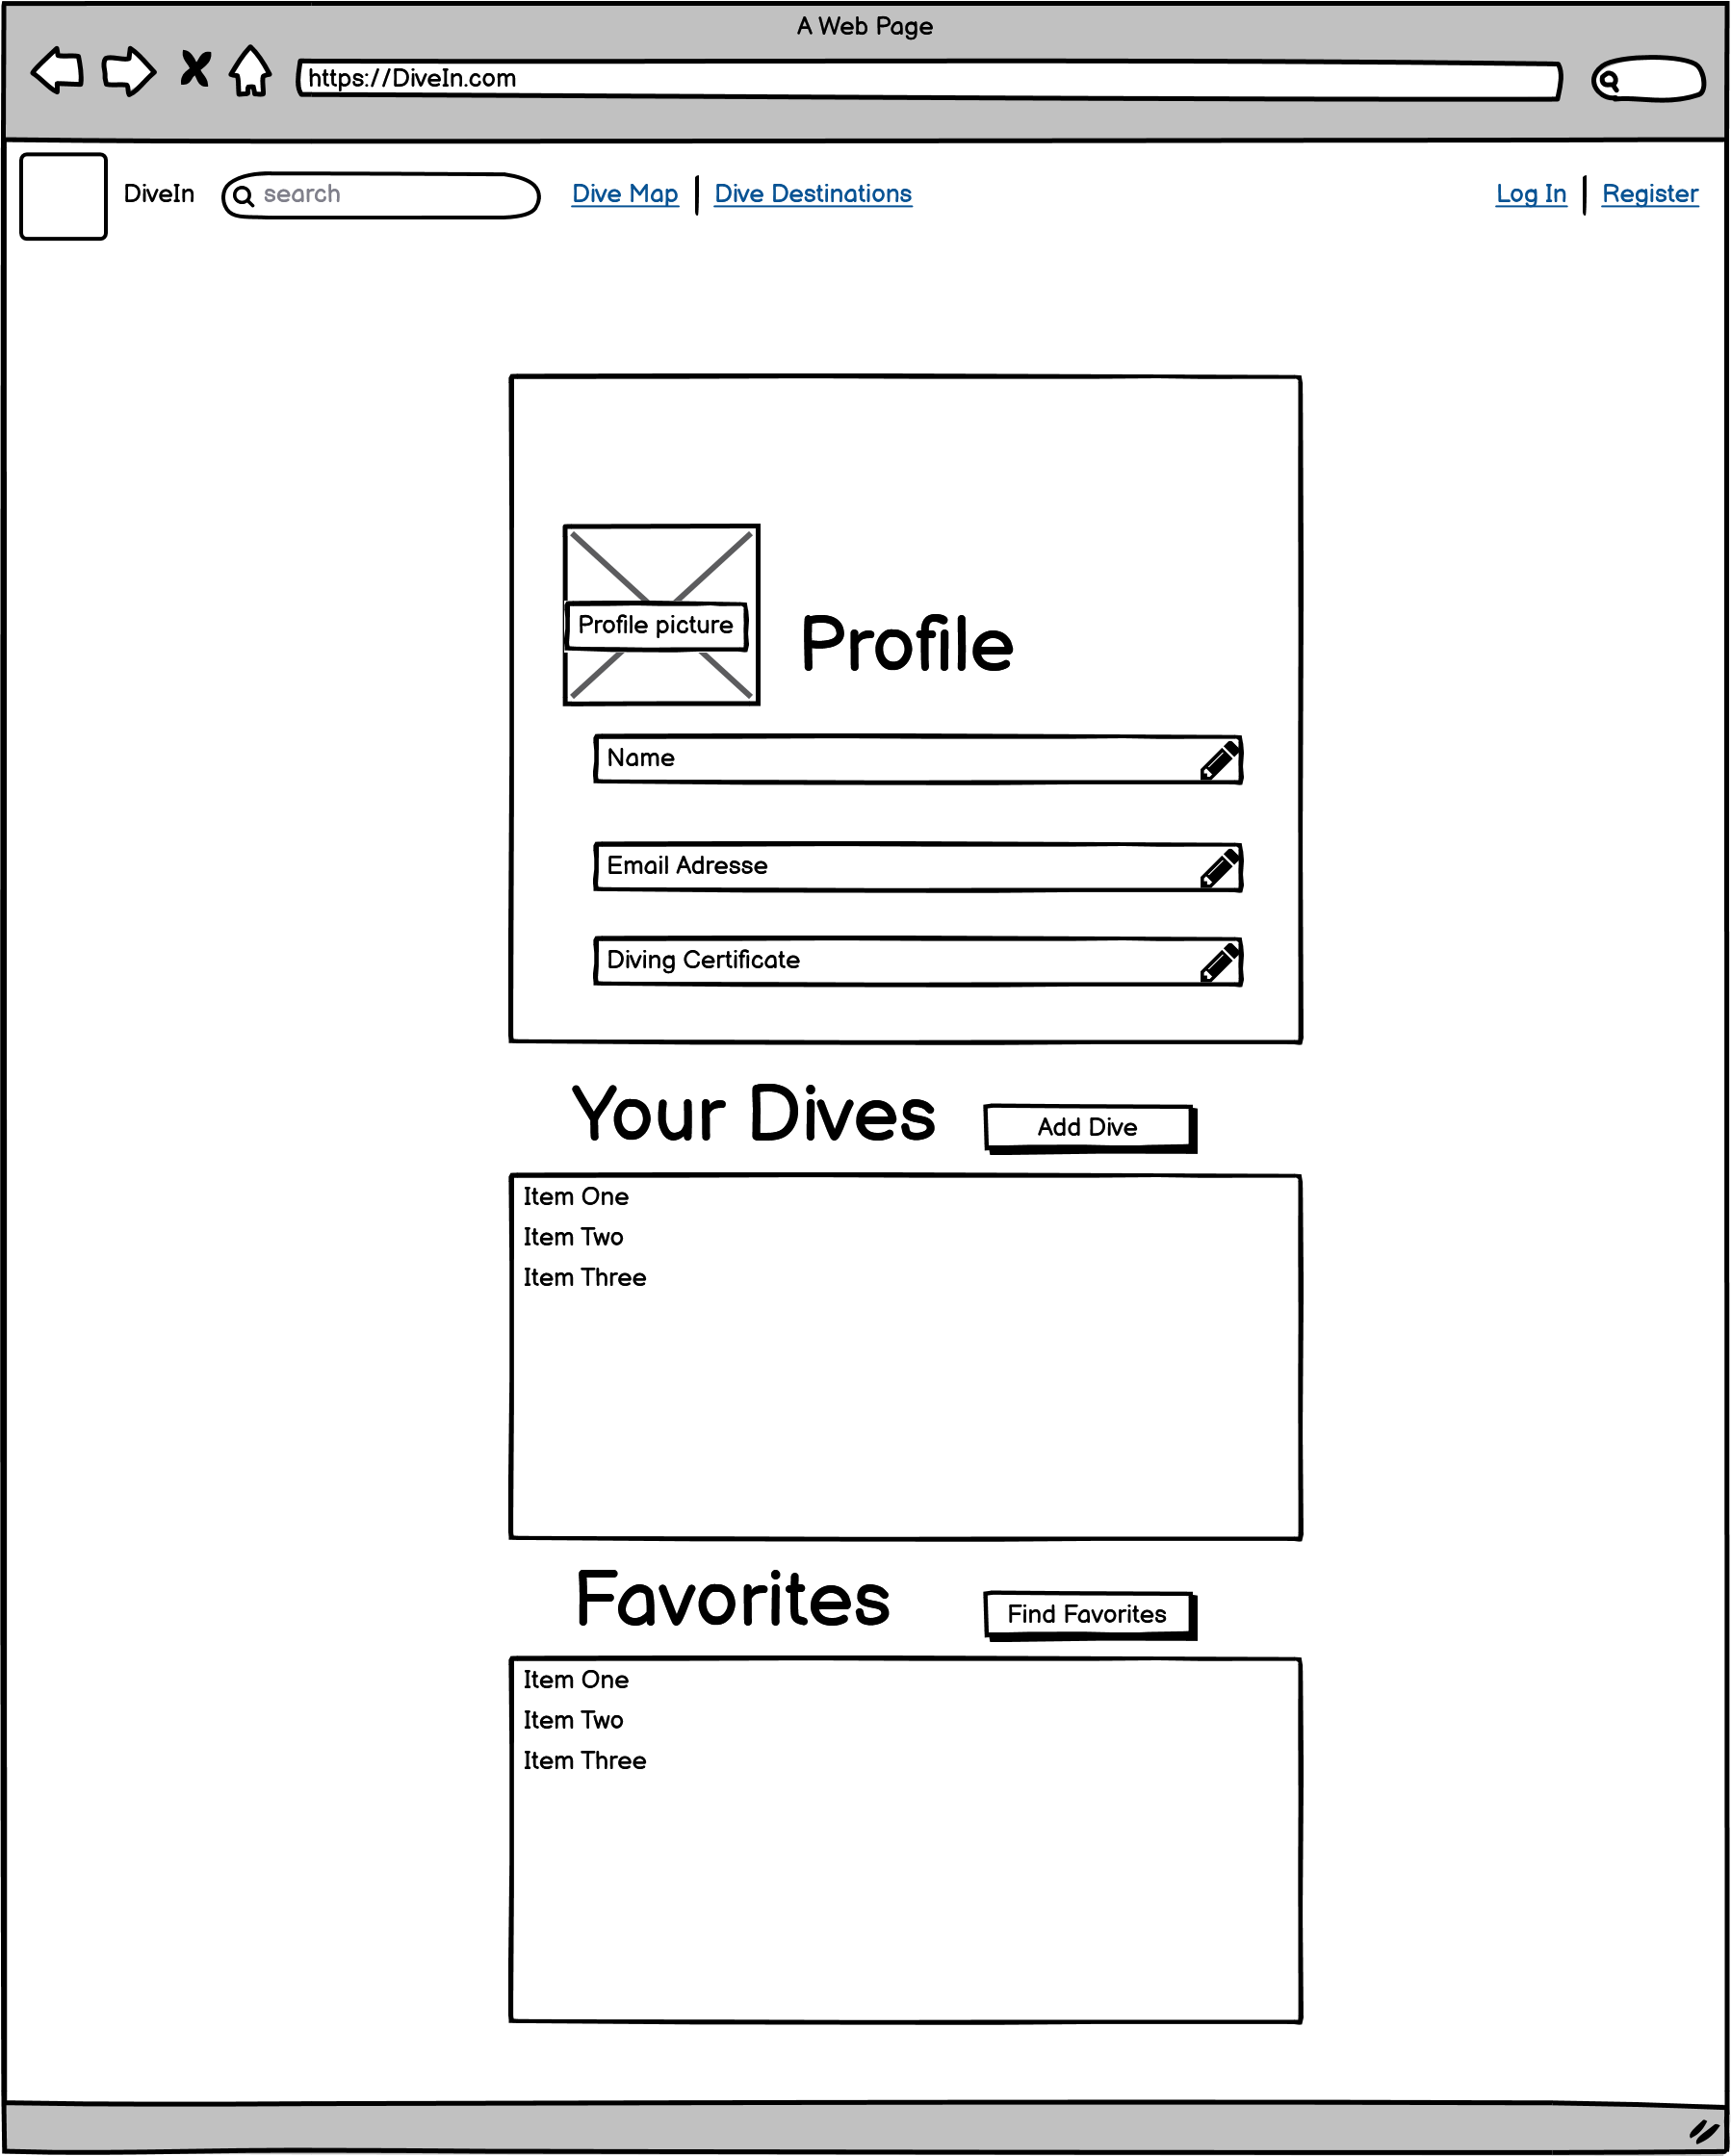 A Web Page
https://DiveIn.com
DiveIn search Dive Map Dive Destinations Log In Register
Profile picture
Profile
Name
Email Adresse
Diving Certificate
Your Dives Add Dive
Item One
Item Two
Item Three
Favorites Find Favorites
Item One
Item Two
Item Three